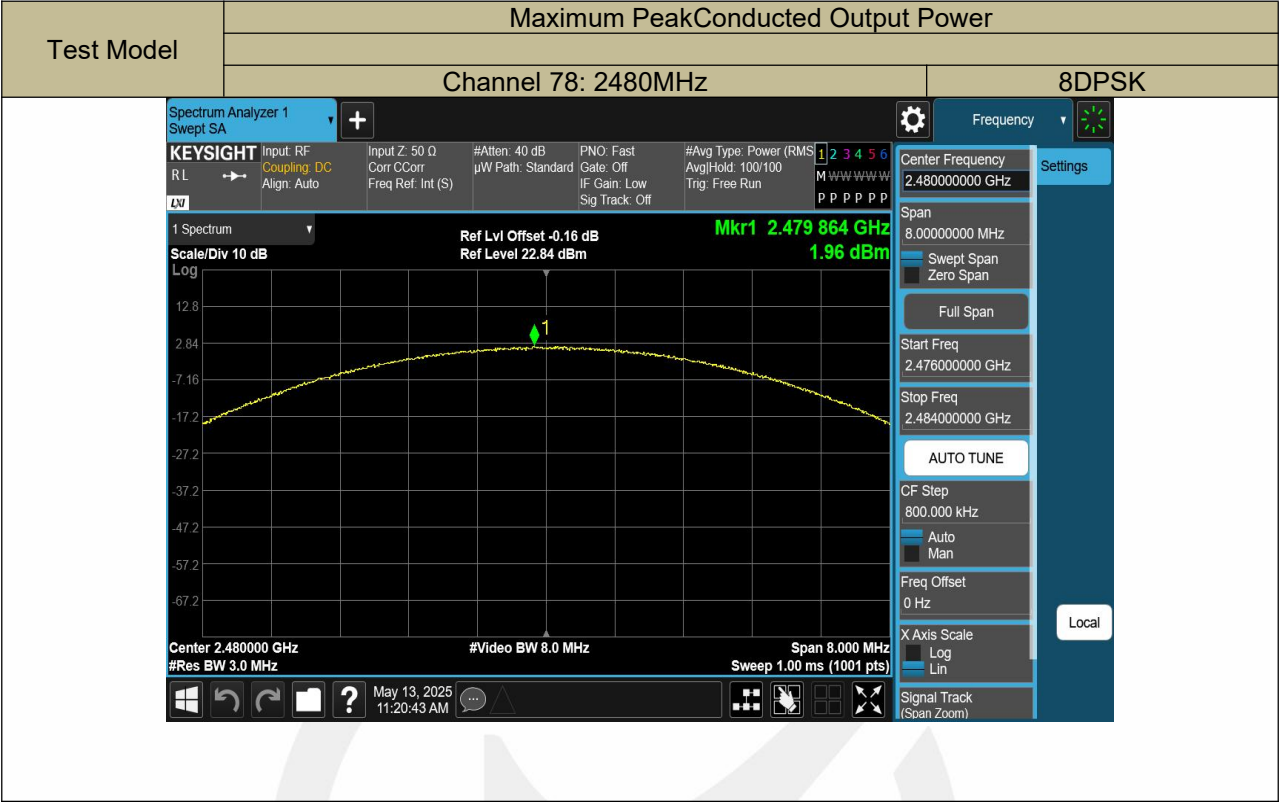 Test Model
Maximum PeakConducted Output Power
Channel 78: 2480MHz
8DPSK
Spectrum Analyzer 1
Swept SA
Frequency
KEYSIGHT
R L
LXI
Input: RF
Coupling: DC
Align: Auto
Input Z: 50 Ω
Corr CCorr
Freq Ref: Int (S)
#Atten: 40 dB
µW Path: Standard
PNO: Fast
Gate: Off
IF Gain: Low
Sig Track: Off
#Avg Type: Power (RMS
Avg|Hold: 100/100
Trig: Free Run
1 2 3 4 5 6
M W W W W W
P P P P P P
1 Spectrum
Scale/Div 10 dB
Log
Ref Lvl Offset -0.16 dB
Ref Level 22.84 dBm
Mkr1 2.479 864 GHz
1.96 dBm
1
12.8
2.84
-7.16
-17.2
-27.2
-37.2
-47.2
-57.2
-67.2
Center 2.480000 GHz
#Res BW 3.0 MHz
#Video BW 8.0 MHz
Span 8.000 MHz
Sweep 1.00 ms (1001 pts)
?
May 13, 2025
11:20:43 AM
Center Frequency
2.480000000 GHz
Settings
Span
8.00000000 MHz
Swept Span
Zero Span
Full Span
Start Freq
2.476000000 GHz
Stop Freq
2.484000000 GHz
AUTO TUNE
CF Step
800.000 kHz
Auto
Man
Freq Offset
0 Hz
X Axis Scale
Log
Lin
Local
Signal Track
(Span Zoom)